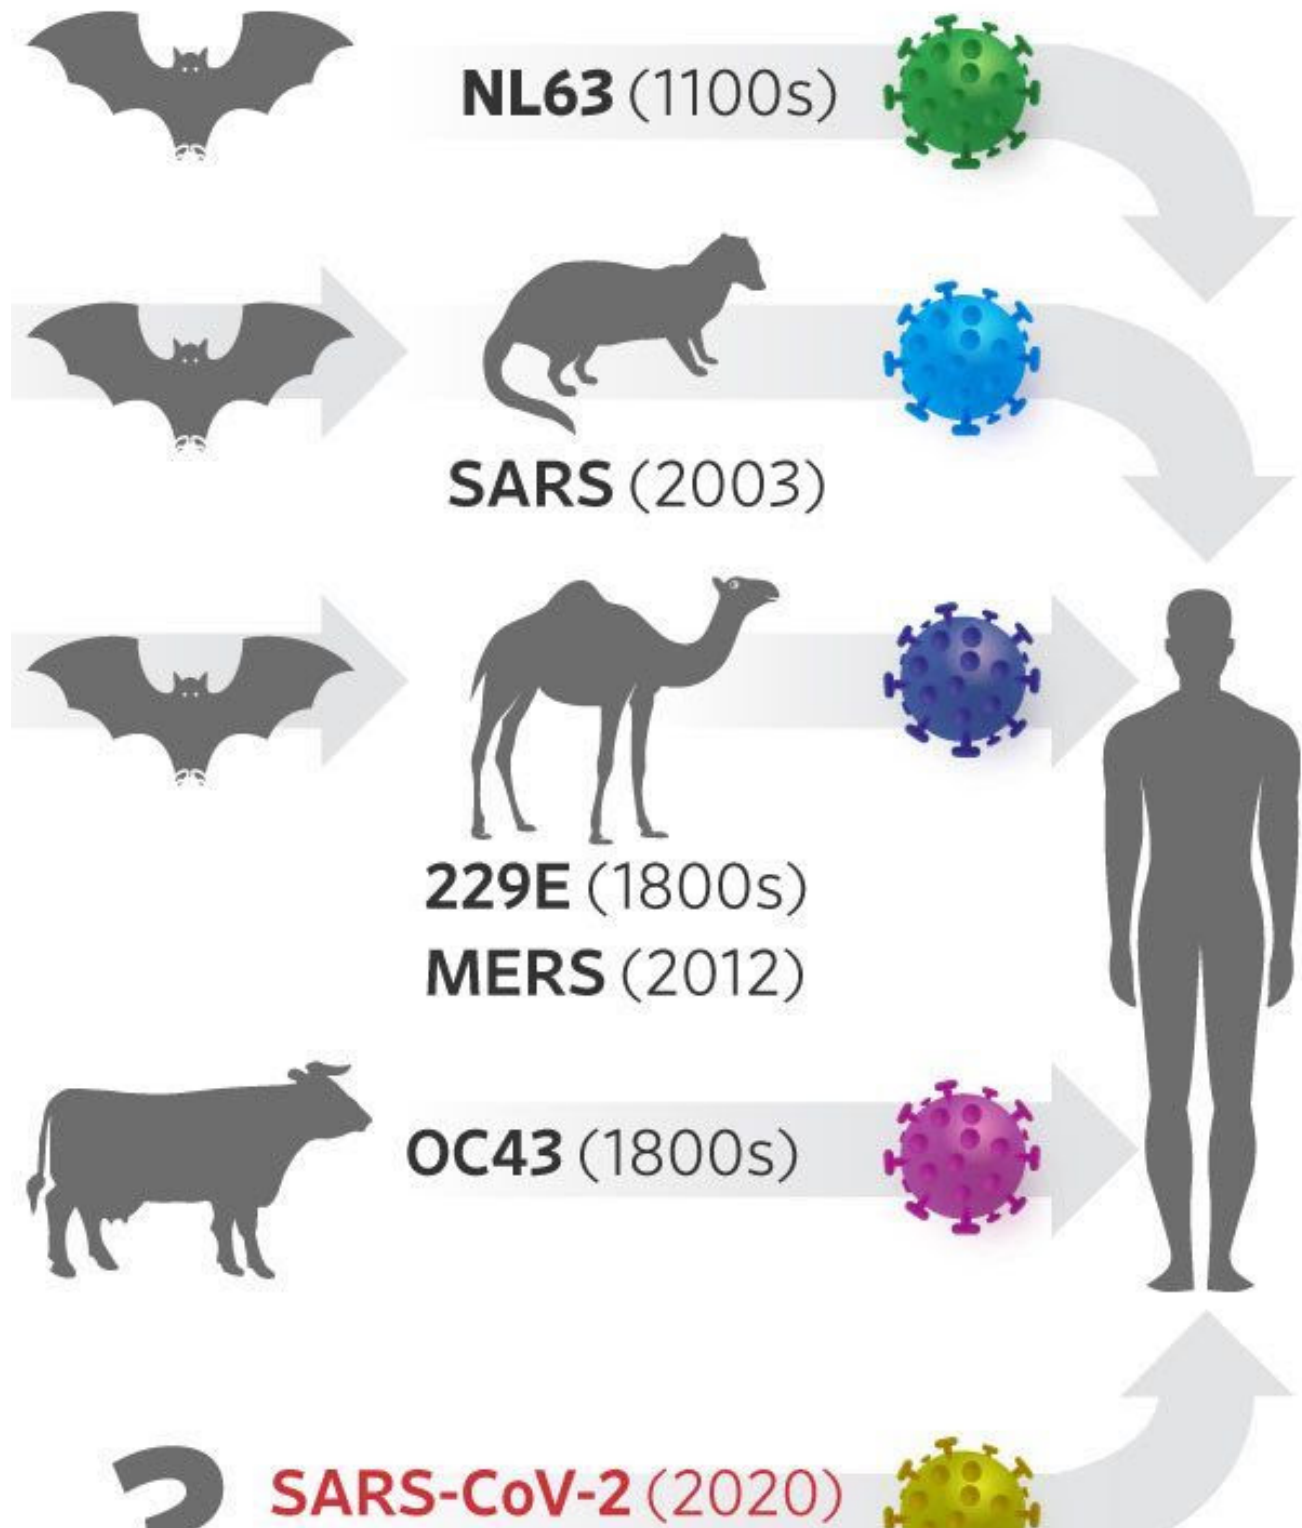 NL63 (1100s)
SARS (2003)
229E (1800s)
MERS (2012)
OC43 (1800s)
? SARS-CoV-2 (2020)